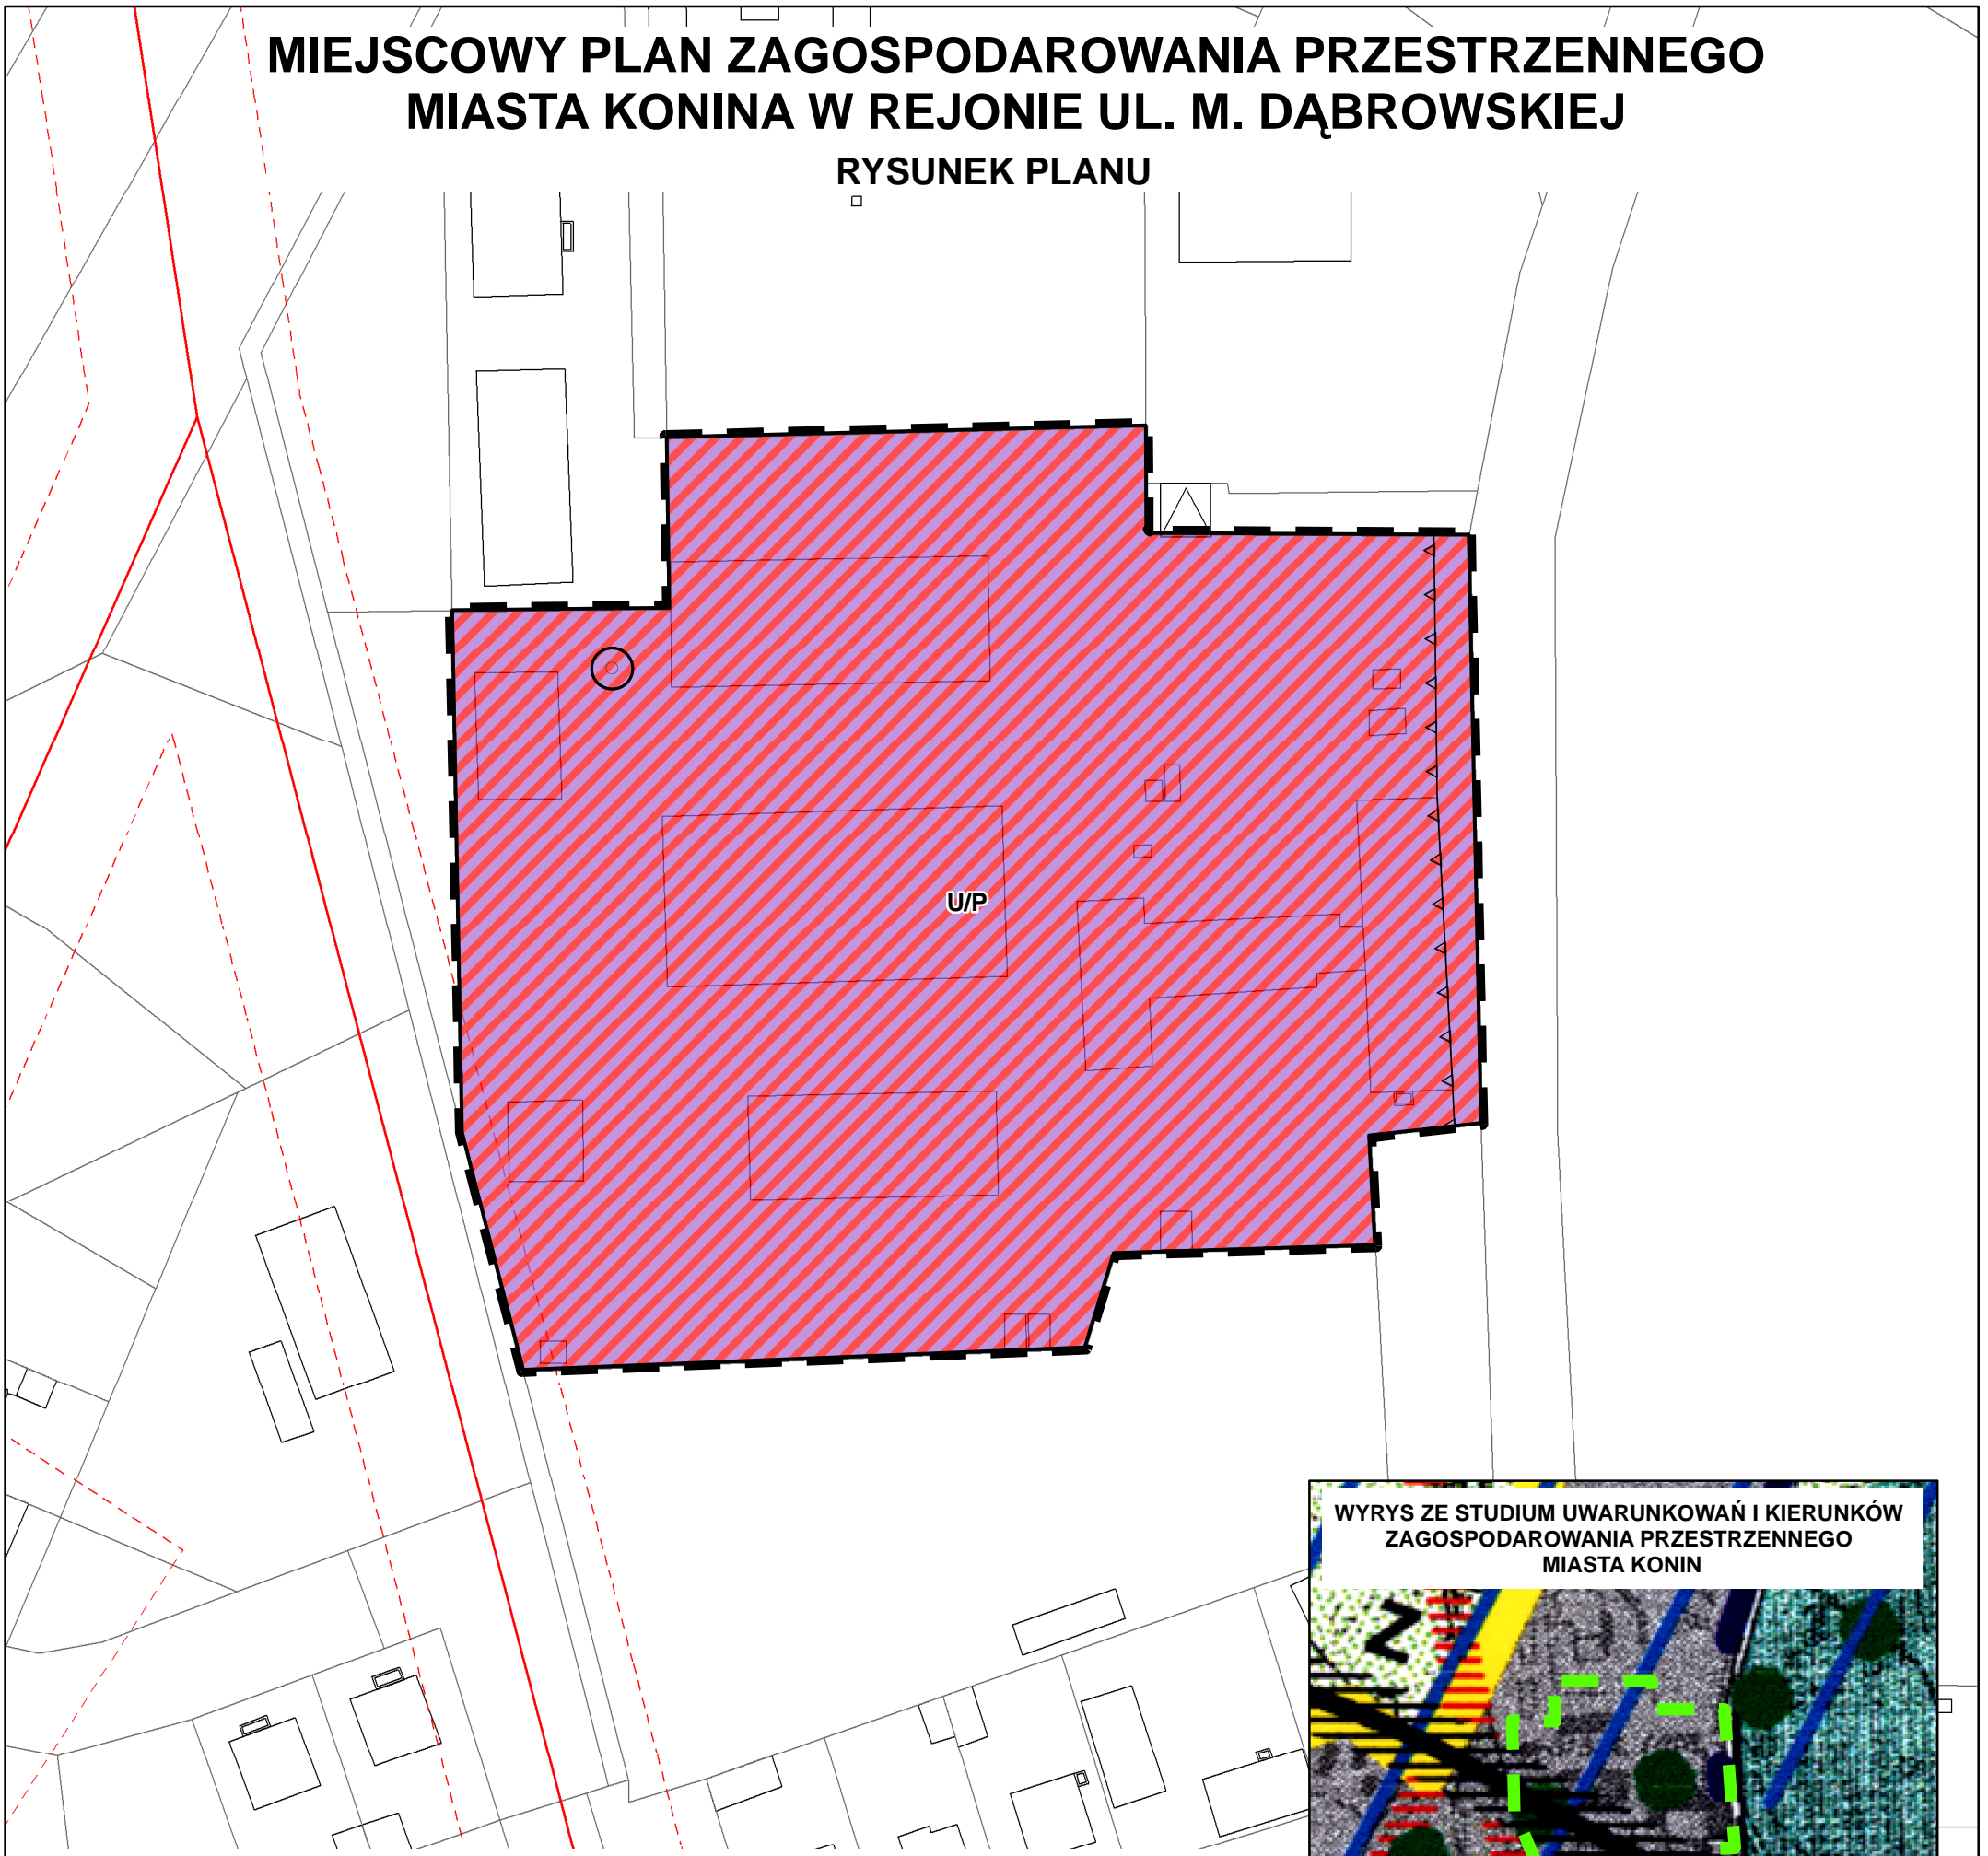 MIEJSCOWY PLAN ZAGOSPODAROWANIA PRZESTRZENNEGO
MIASTA KONINA W REJONIE UL. M. DĄBROWSKIEJ
RYSUNEK PLANU
U/P
WYRYS ZE STUDIUM UWARUNKOWAŃ I KIERUNKÓW
ZAGOSPODAROWANIA PRZESTRZENNEGO
MIASTA KONIN